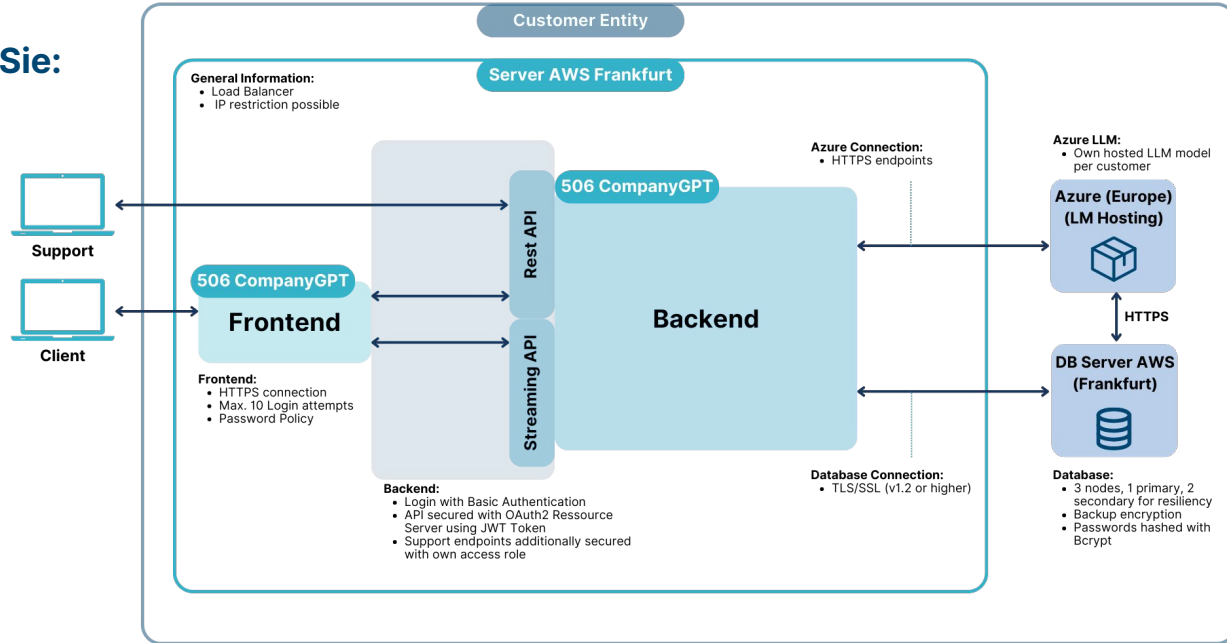 Customer Entity
Sie:
Server AWS Frankfurt
General Information:
• Load Balancer
• IP restriction possible
Azure Connection:
• HTTPS endpoints
Azure LLM:
• Own hosted LLM model
per customer
506 CompanyGPT
Azure (Europe)
(LM Hosting)
Rest API
Support
506 CompanyGPT
Frontend
Backend
HTTPS
Client
Streaming API
DB Server AWS
(Frankfurt)
Frontend:
• HTTPS connection
• Max. 10 Login attempts
• Password Policy
Backend:
• Login with Basic Authentication
• API secured with OAuth2 Ressource
Server using JWT Token
• Support endpoints additionally secured
with own access role
Database Connection:
• TLS/SSL (v1.2 or higher)
Database:
• 3 nodes, 1 primary, 2
secondary for resiliency
• Backup encryption
• Passwords hashed with
Bcrypt